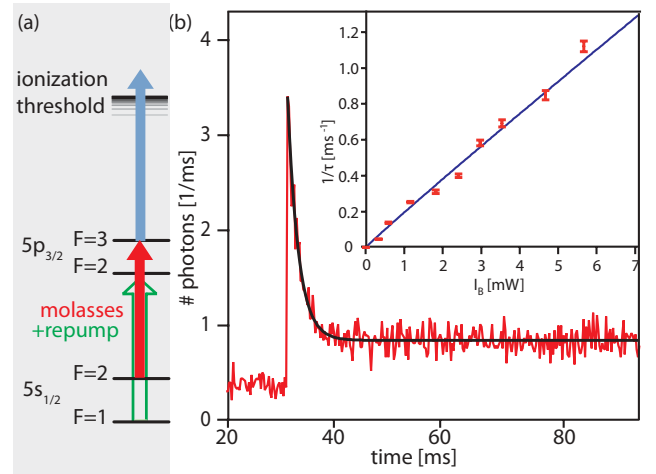 (a)
ionization
threshold
F=3
5p3/2
F=2
molasses
+repump
F=2
5s1/2
F=1
(b)
# photons [1/ms]
4
3
2
1
0
20
40
60
80
time [ms]
1/τ [ms-1]
1.2
1.0
0.8
0.6
0.4
0.2
0
0
1
2
3
4
5
6
7
IB [mW]